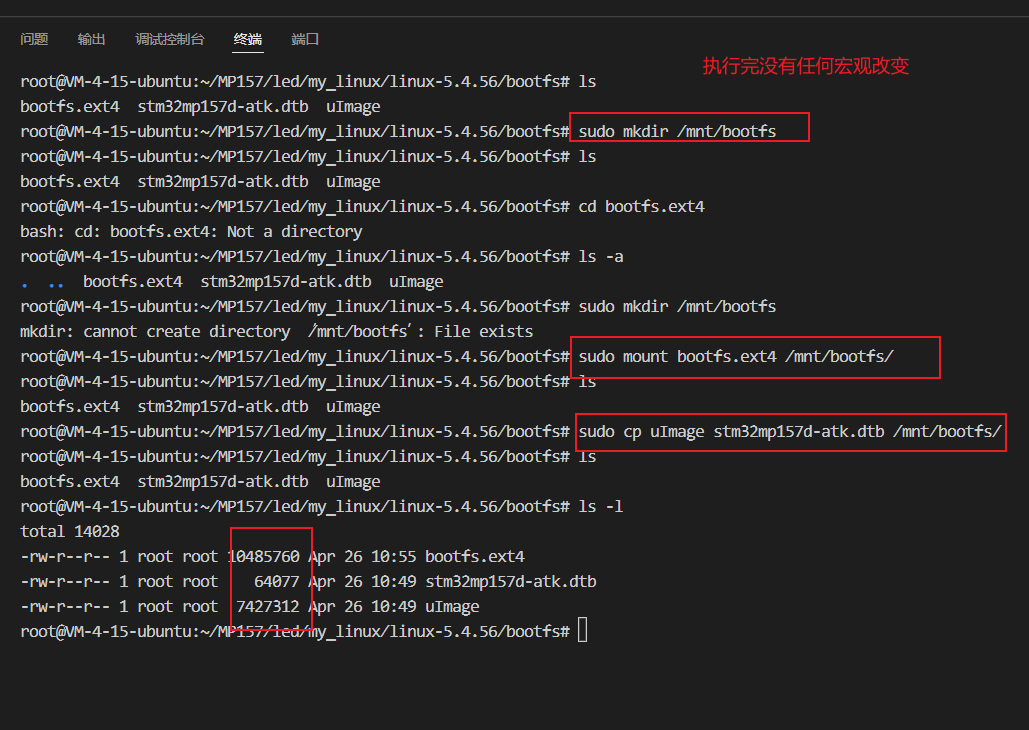 问题 输出 调试控制台 终端 端口
执行完没有任何宏观改变
root@VM-4-15-ubuntu:~/MP157/led/my_linux/linux-5.4.56/bootfs# ls
bootfs.ext4 stm32mp157d-atk.dtb uImage
root@VM-4-15-ubuntu:~/MP157/led/my_linux/linux-5.4.56/bootfs# sudo mkdir /mnt/bootfs
root@VM-4-15-ubuntu:~/MP157/led/my_linux/linux-5.4.56/bootfs# ls
bootfs.ext4 stm32mp157d-atk.dtb uImage
root@VM-4-15-ubuntu:~/MP157/led/my_linux/linux-5.4.56/bootfs# cd bootfs.ext4
bash: cd: bootfs.ext4: Not a directory
root@VM-4-15-ubuntu:~/MP157/led/my_linux/linux-5.4.56/bootfs# ls -a
. .. bootfs.ext4 stm32mp157d-atk.dtb uImage
root@VM-4-15-ubuntu:~/MP157/led/my_linux/linux-5.4.56/bootfs# sudo mkdir /mnt/bootfs
mkdir: cannot create directory ‘/mnt/bootfs’: File exists
root@VM-4-15-ubuntu:~/MP157/led/my_linux/linux-5.4.56/bootfs# sudo mount bootfs.ext4 /mnt/bootfs/
root@VM-4-15-ubuntu:~/MP157/led/my_linux/linux-5.4.56/bootfs# ls
bootfs.ext4 stm32mp157d-atk.dtb uImage
root@VM-4-15-ubuntu:~/MP157/led/my_linux/linux-5.4.56/bootfs# sudo cp uImage stm32mp157d-atk.dtb /mnt/bootfs/
root@VM-4-15-ubuntu:~/MP157/led/my_linux/linux-5.4.56/bootfs# ls
bootfs.ext4 stm32mp157d-atk.dtb uImage
root@VM-4-15-ubuntu:~/MP157/led/my_linux/linux-5.4.56/bootfs# ls -l
total 14028
-rw-r--r-- 1 root root 10485760 Apr 26 10:55 bootfs.ext4
-rw-r--r-- 1 root root 64077 Apr 26 10:49 stm32mp157d-atk.dtb
-rw-r--r-- 1 root root 7427312 Apr 26 10:49 uImage
root@VM-4-15-ubuntu:~/MP157/led/my_linux/linux-5.4.56/bootfs#